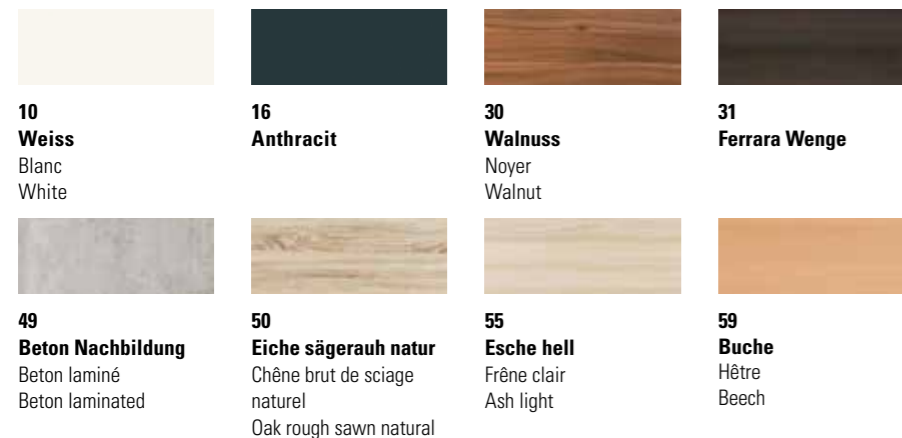 10
Weiss
Blanc
White
16
Anthracit
30
Walnuss
Noyer
Walnut
31
Ferrara Wenge
49
Beton Nachbildung
Beton laminé
Beton laminated
50
Eiche sägerauh natur
Chêne brut de sciage
naturel
Oak rough sawn natural
55
Esche hell
Frêne clair
Ash light
59
Buche
Hêtre
Beech